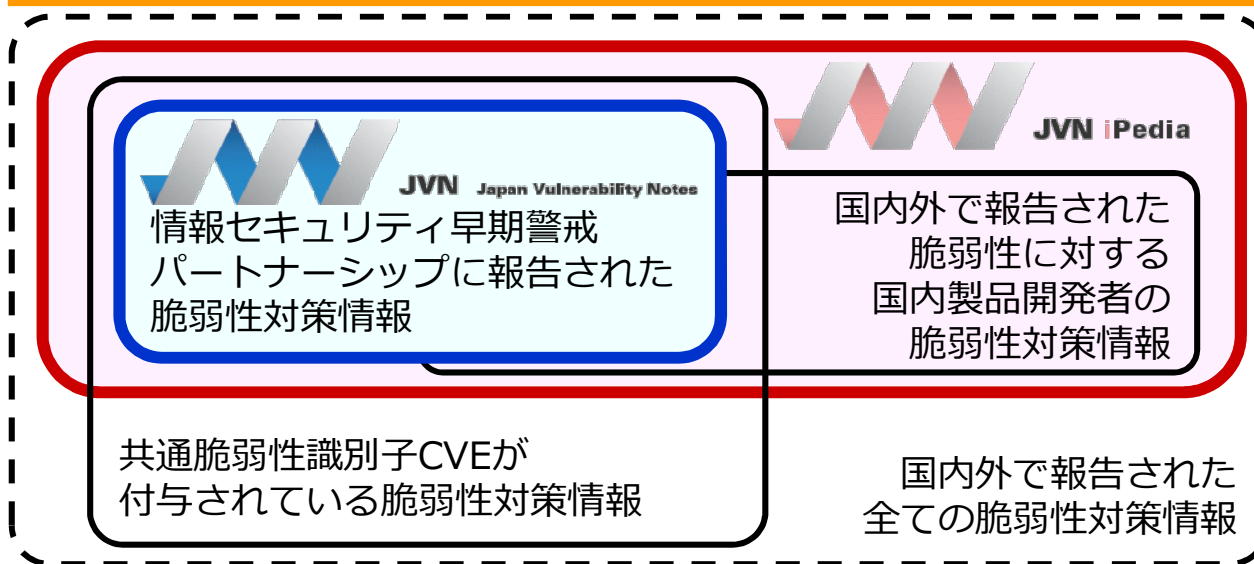 JVN iPedia
JVN Japan Vulnerability Notes
情報セキュリティ早期警戒
パートナーシップに報告された
脆弱性対策情報
国内外で報告された
脆弱性に対する
国内製品開発者の
脆弱性対策情報
共通脆弱性識別子CVEが
付与されている脆弱性対策情報
国内外で報告された
全ての脆弱性対策情報